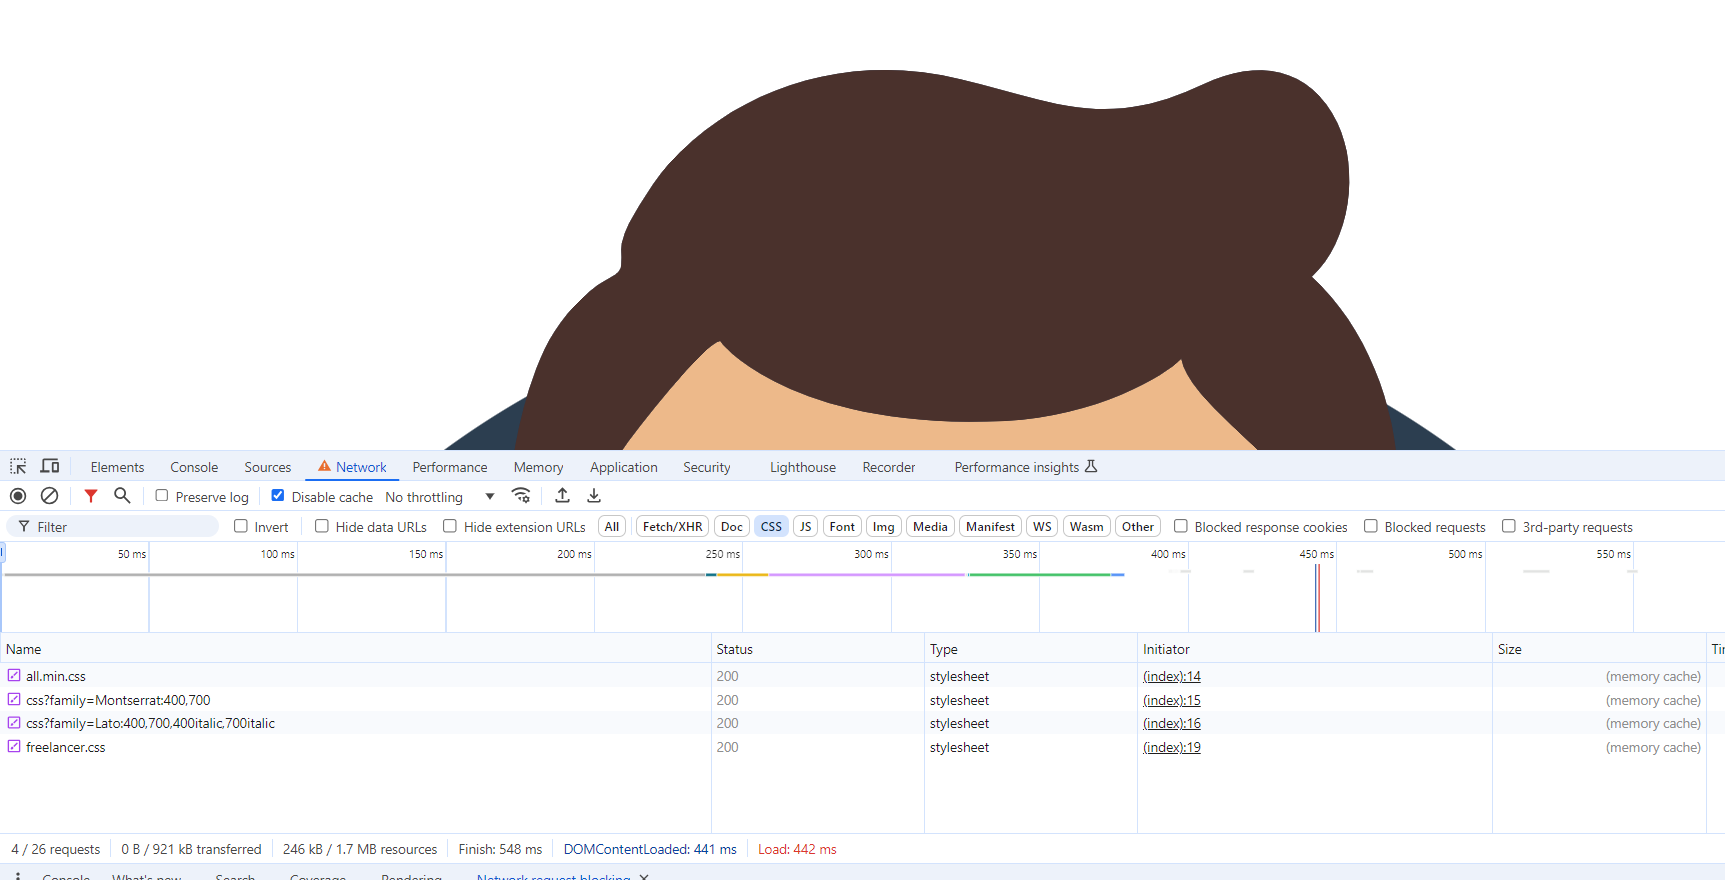 Elements Console Sources Network Performance Memory Application Security Lighthouse Recorder Performance insights
Preserve log Disable cache No throttling
Filter Invert Hide data URLs Hide extension URLs All Fetch/XHR Doc CSS JS Font Img Media Manifest WS Wasm Other Blocked response cookies Blocked requests 3rd-party requests
50 ms 100 ms 150 ms 200 ms 250 ms 300 ms 350 ms 400 ms 450 ms 500 ms 550 ms
Name Status Type Initiator Size
all.min.css 200 stylesheet (index):14 (memory cache)
css?family=Montserrat:400,700 200 stylesheet (index):15 (memory cache)
css?family=Lato:400,700,400italic,700italic 200 stylesheet (index):16 (memory cache)
freelancer.css 200 stylesheet (index):19 (memory cache)
4 / 26 requests 0 B / 921 kB transferred 246 kB / 1.7 MB resources Finish: 548 ms DOMContentLoaded: 441 ms Load: 442 ms
Console What's new Search Coverage Rendering Network request blocking